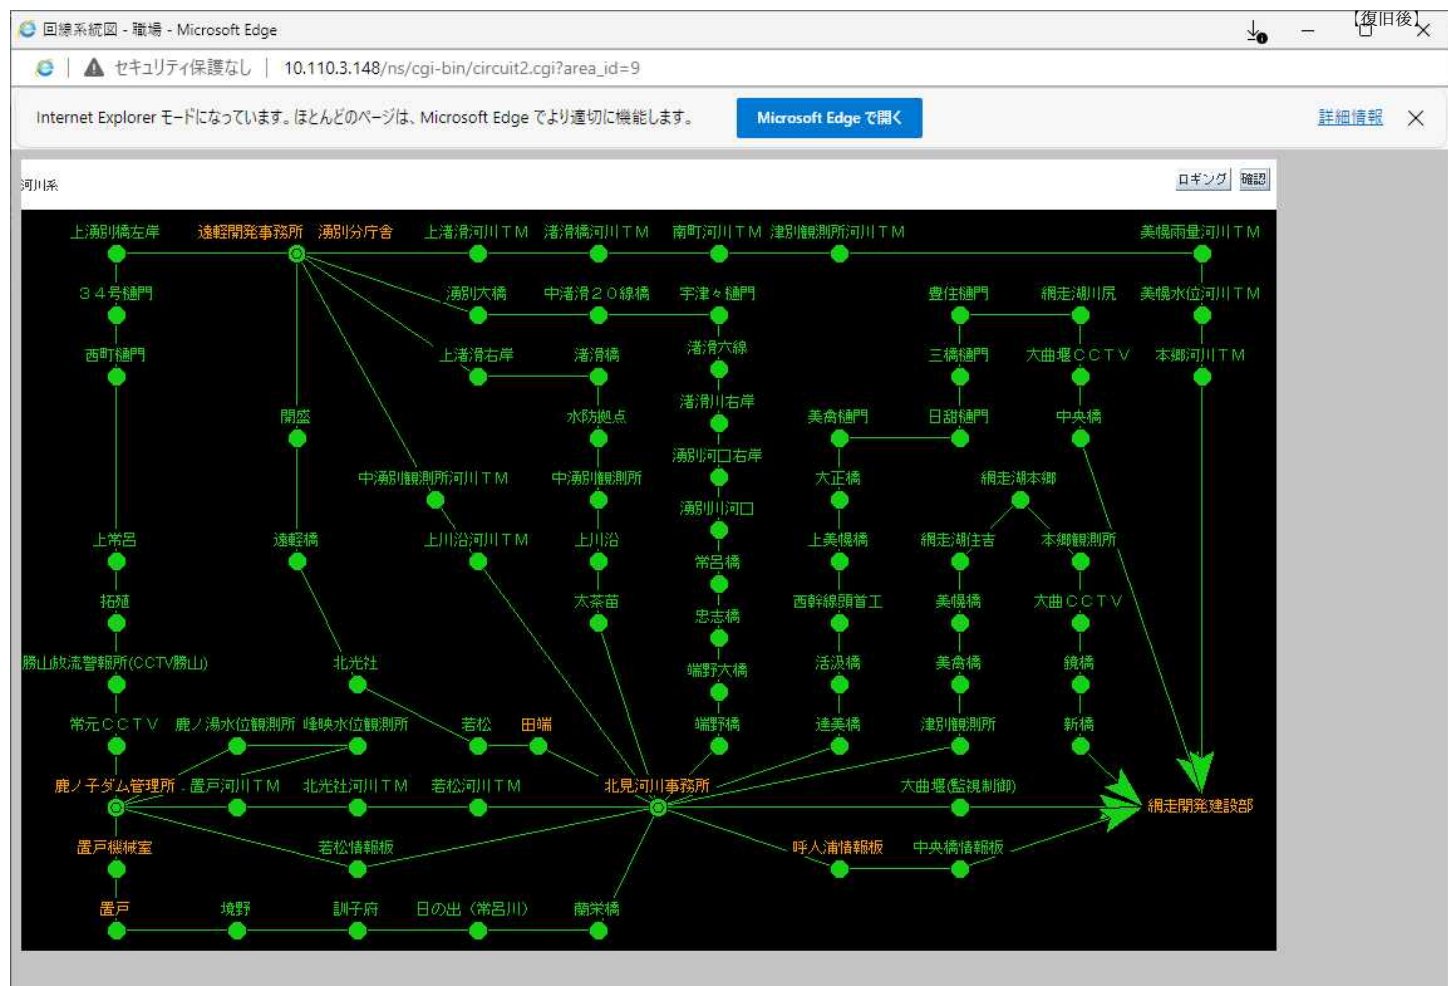 【復旧後】
回線系統図 - 職場 - Microsoft Edge
セキュリティ保護なし | 10.110.3.148/ns/cgi-bin/circuit2.cgi?area_id=9
Internet Explorer モードになっています。ほとんどのページは、Microsoft Edge でより適切に機能します。 Microsoft Edge で開く 詳細情報
河川系 ロギング 確認
上湧別橋左岸 遠軽開発事務所 湧別分庁舎 上渚滑河川TM 渚滑橋河川TM 南町河川TM 津別観測所河川TM 美幌雨量河川TM
34号樋門 湧別大橋 中渚滑20線橋 宇津々樋門 豊住樋門 網走湖川尻 美幌水位河川TM
西町樋門 上渚滑右岸 渚滑橋 渚滑六線 三橋樋門 大曲堰CCTV 本郷河川TM
渚滑川右岸
開盛 水防拠点 美禽樋門 日甜樋門 中央橋
湧別河口右岸
中湧別観測所河川TM 中湧別観測所 大正橋 網走湖本郷
湧別川河口
上常呂 遠軽橋 上川沿河川TM 上川沿 上美幌橋 網走湖住吉 本郷観測所
常呂橋
拓殖 太茶苗 西幹線頭首工 美幌橋 大曲CCTV
忠志橋
勝山放流警報所(CCTV勝山) 北光社 端野大橋 活汲橋 美禽橋 鏡橋
常元CCTV 鹿ノ湯水位観測所 峰映水位観測所 若松 田端 端野橋 達美橋 津別観測所 新橋
鹿ノ子ダム管理所 置戸河川TM 北光社河川TM 若松河川TM 北見河川事務所 大曲堰(監視制御)
網走開発建設部
置戸機械室 若松情報板 呼人浦情報板 中央橋情報板
置戸 境野 訓子府 日の出(常呂川) 蘭栄橋